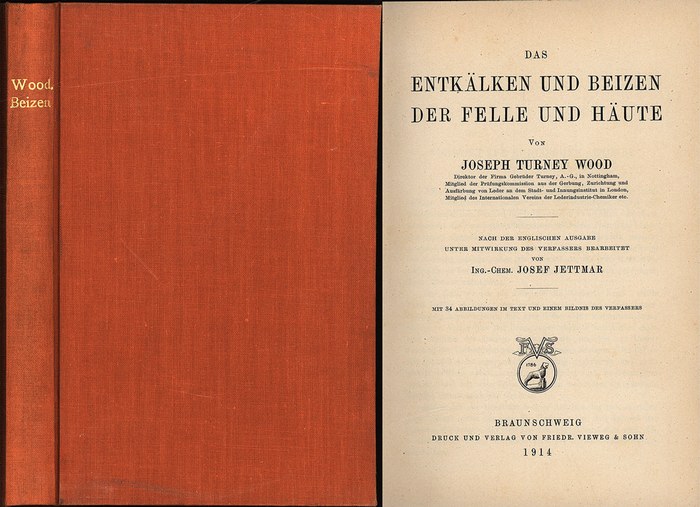 Wood.
Beizen
DAS
ENTKÄLKEN UND BEIZEN
DER FELLE UND HÄUTE
VON
JOSEPH TURNEY WOOD
Direktor der Firma Gebrüder Turney, A.-G., in Nottingham,
Mitglied der Prüfungskommission aus der Gerbung, Zurichtung und
Ausfärbung von Leder an dem Stadt- und Innungsinstitut in London,
Mitglied des Internationalen Vereins der Lederindustrie-Chemiker etc.
NACH DER ENGLISCHEN AUSGABE
UNTER MITWIRKUNG DES VERFASSERS BEARBEITET
VON
ING.-CHEM. JOSEF JETTMAR
MIT 34 ABBILDUNGEN IM TEXT UND EINEM BILDNIS DES VERFASSERS
FVS
1786
BRAUNSCHWEIG
DRUCK UND VERLAG VON FRIEDR. VIEWEG & SOHN
1914